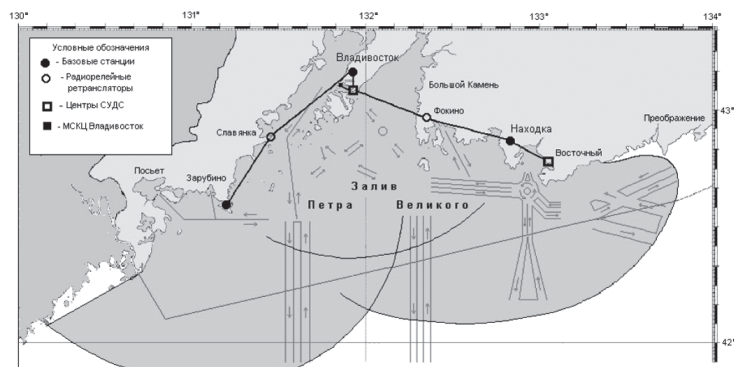 130°
131°
132°
133°
134°
Условные обозначения
- Базовые станции
- Радиорелейные
ретрансляторы
- Центры СУДС
- МСКЦ Владивосток
Владивосток
Большой Камень
43°
Фокино
Преображение
Славянка
Находка
Восточный
Посьет
Зарубино
Залив
Петра Великого
42°